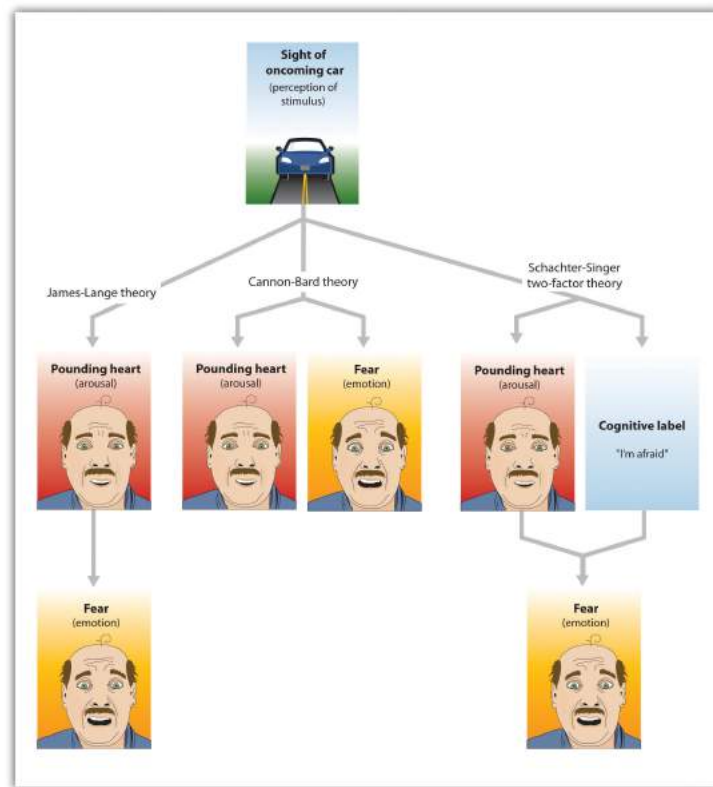 Sight of
oncoming car
(perception of
stimulus)
James-Lange theory
Cannon-Bard theory
Schachter-Singer
two-factor theory
Pounding heart
(arousal)
Pounding heart
(arousal)
Fear
(emotion)
Pounding heart
(arousal)
Cognitive label
"I'm afraid"
Fear
(emotion)
Fear
(emotion)